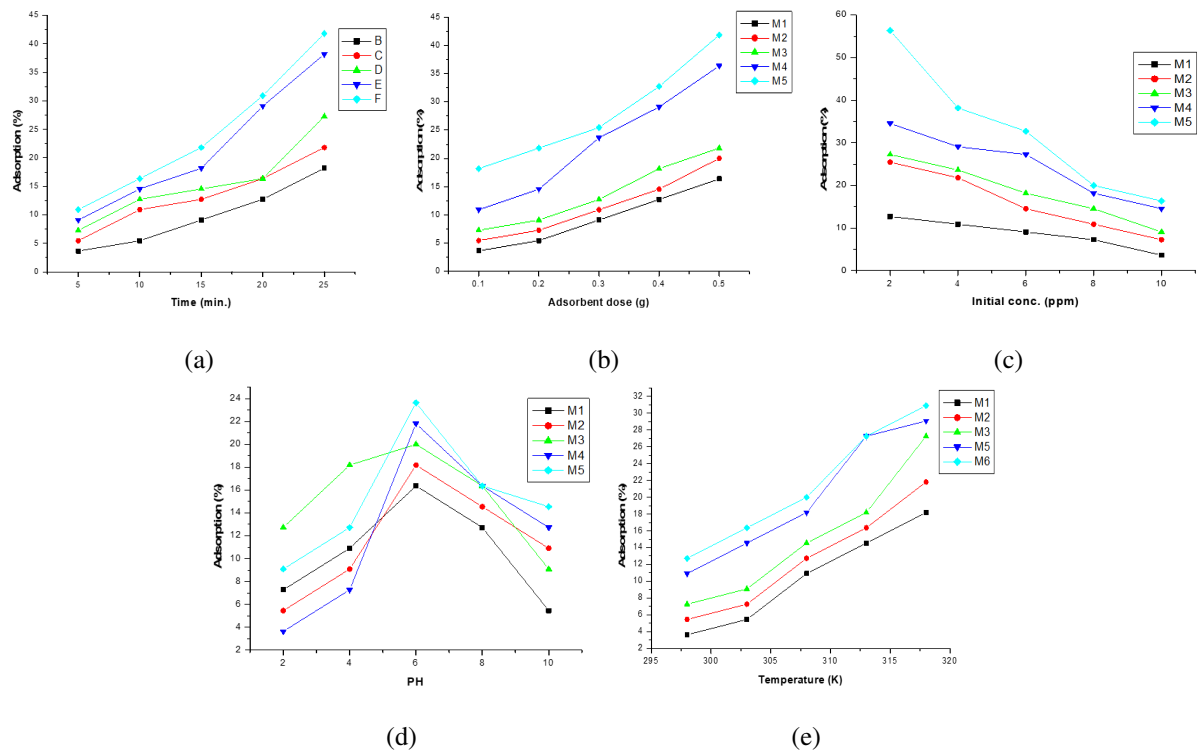 45
40
35
30
25
20
15
10
5
0
Adsorption (%)
5 10 15 20 25
Time (min.)
B
C
D
E
F
(a)
45
40
35
30
25
20
15
10
5
0
Adsorption (%)
0.1 0.2 0.3 0.4 0.5
Adsorbent dose (g)
M1
M2
M3
M4
M5
(b)
60
50
40
30
20
10
0
Adsorption (%)
2 4 6 8 10
Initial conc. (ppm)
M1
M2
M3
M4
M5
(c)
24
22
20
18
16
14
12
10
8
6
4
2
Adsorption (%)
2 4 6 8 10
PH
M1
M2
M3
M4
M5
(d)
32
30
28
26
24
22
20
18
16
14
12
10
8
6
4
2
Adsorption (%)
295 300 305 310 315 320
Temperature (K)
M1
M2
M3
M5
M6
(e)